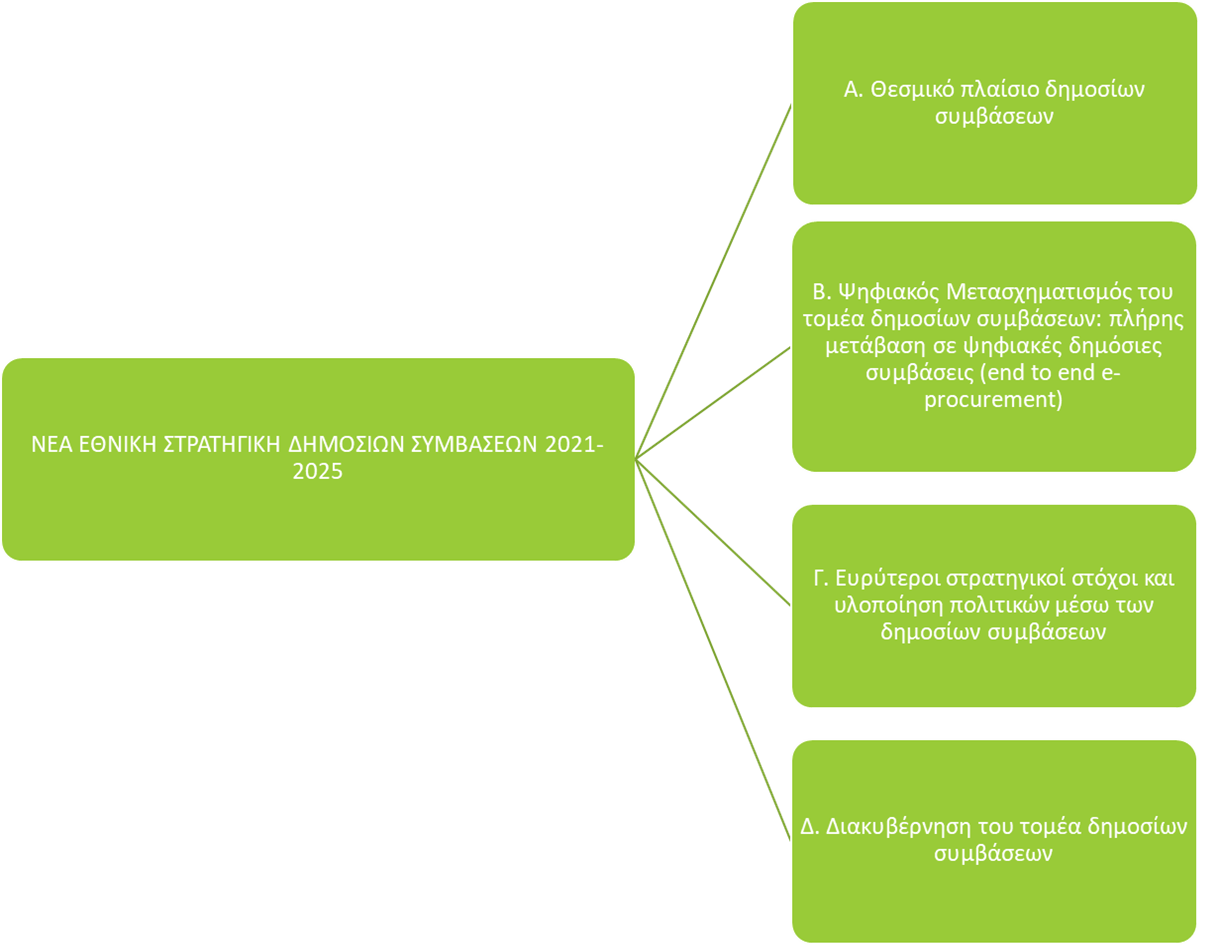 ΝΕΑ ΕΘΝΙΚΗ ΣΤΡΑΤΗΓΙΚΗ ΔΗΜΟΣΙΩΝ ΣΥΜΒΑΣΕΩΝ 2021-
2025
Α. Θεσμικό πλαίσιο δημοσίων
συμβάσεων
Β. Ψηφιακός Μετασχηματισμός του
τομέα δημοσίων συμβάσεων: πλήρης
μετάβαση σε ψηφιακές δημόσιες
συμβάσεις (end to end e-
procurement)
Γ. Ευρύτεροι στρατηγικοί στόχοι και
υλοποίηση πολιτικών μέσω των
δημοσίων συμβάσεων
Δ. Διακυβέρνηση του τομέα δημοσίων
συμβάσεων